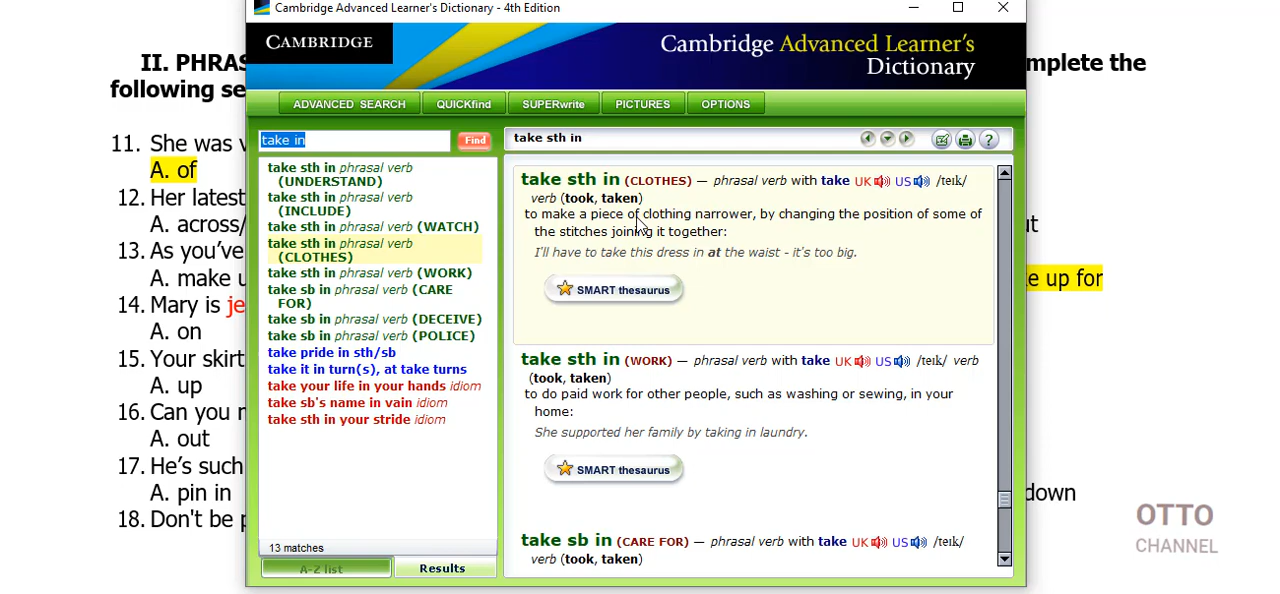 Cambridge Advanced Learner's Dictionary - 4th Edition
CAMBRIDGE
Cambridge Advanced Learner's
Dictionary
ADVANCED SEARCH QUICKfind SUPERwrite PICTURES OPTIONS
take in Find
take sth in phrasal verb
(UNDERSTAND)
take sth in phrasal verb
(INCLUDE)
take sth in phrasal verb (WATCH)
take sth in phrasal verb
(CLOTHES)
take sth in phrasal verb (WORK)
take sb in phrasal verb (CARE
FOR)
take sb in phrasal verb (DECEIVE)
take sb in phrasal verb (POLICE)
take pride in sth/sb
take it in turn(s), at take turns
take your life in your hands idiom
take sb's name in vain idiom
take sth in your stride idiom
13 matches
A-Z list Results
take sth in
?
take sth in (CLOTHES) — phrasal verb with take UK US /teɪk/
verb (took, taken)
to make a piece of clothing narrower, by changing the position of some of
the stitches joining it together:
I'll have to take this dress in at the waist - it's too big.
SMART thesaurus
take sth in (WORK) — phrasal verb with take UK US /teɪk/ verb
(took, taken)
to do paid work for other people, such as washing or sewing, in your
home:
She supported her family by taking in laundry.
SMART thesaurus
take sb in (CARE FOR) — phrasal verb with take UK US /teɪk/
verb (took, taken)
II. PHRAS mplete the
following se
11. She was v
A. of
12. Her latest
A. across/ ut
13. As you've
A. make u e up for
14. Mary is je
A. on
15. Your skirt
A. up
16. Can you n
A. out
17. He's such
A. pin in down
18. Don't be p
OTTO
CHANNEL